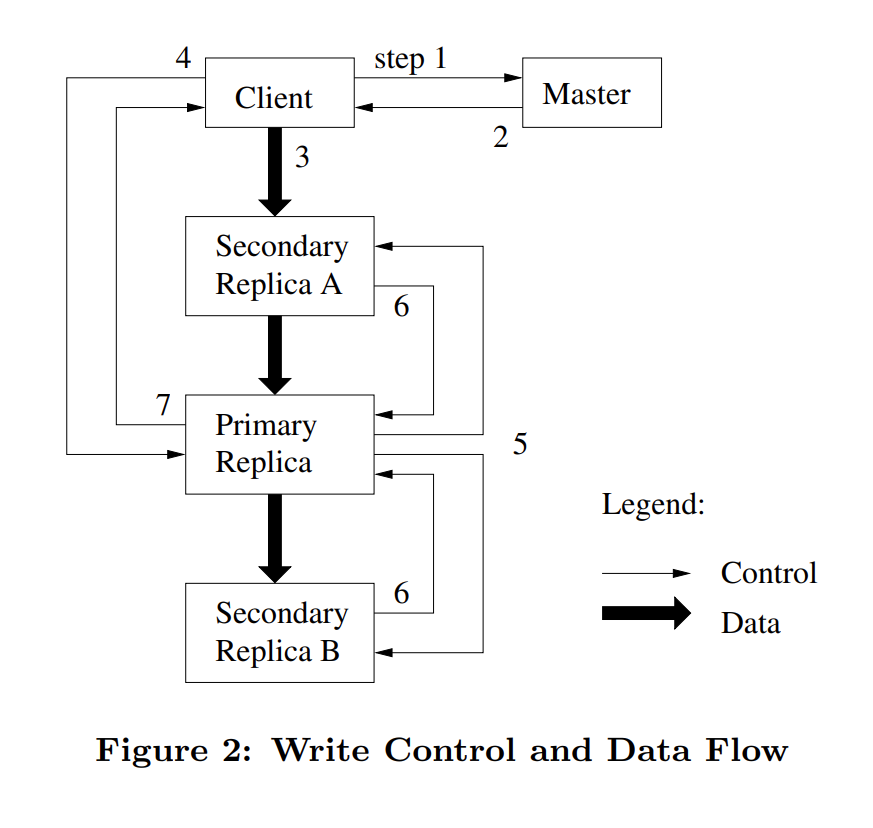 4
step 1
Client
Master
2
3
Secondary
Replica A
6
7
Primary
Replica
5
Legend:
Control
Data
6
Secondary
Replica B
Figure 2: Write Control and Data Flow